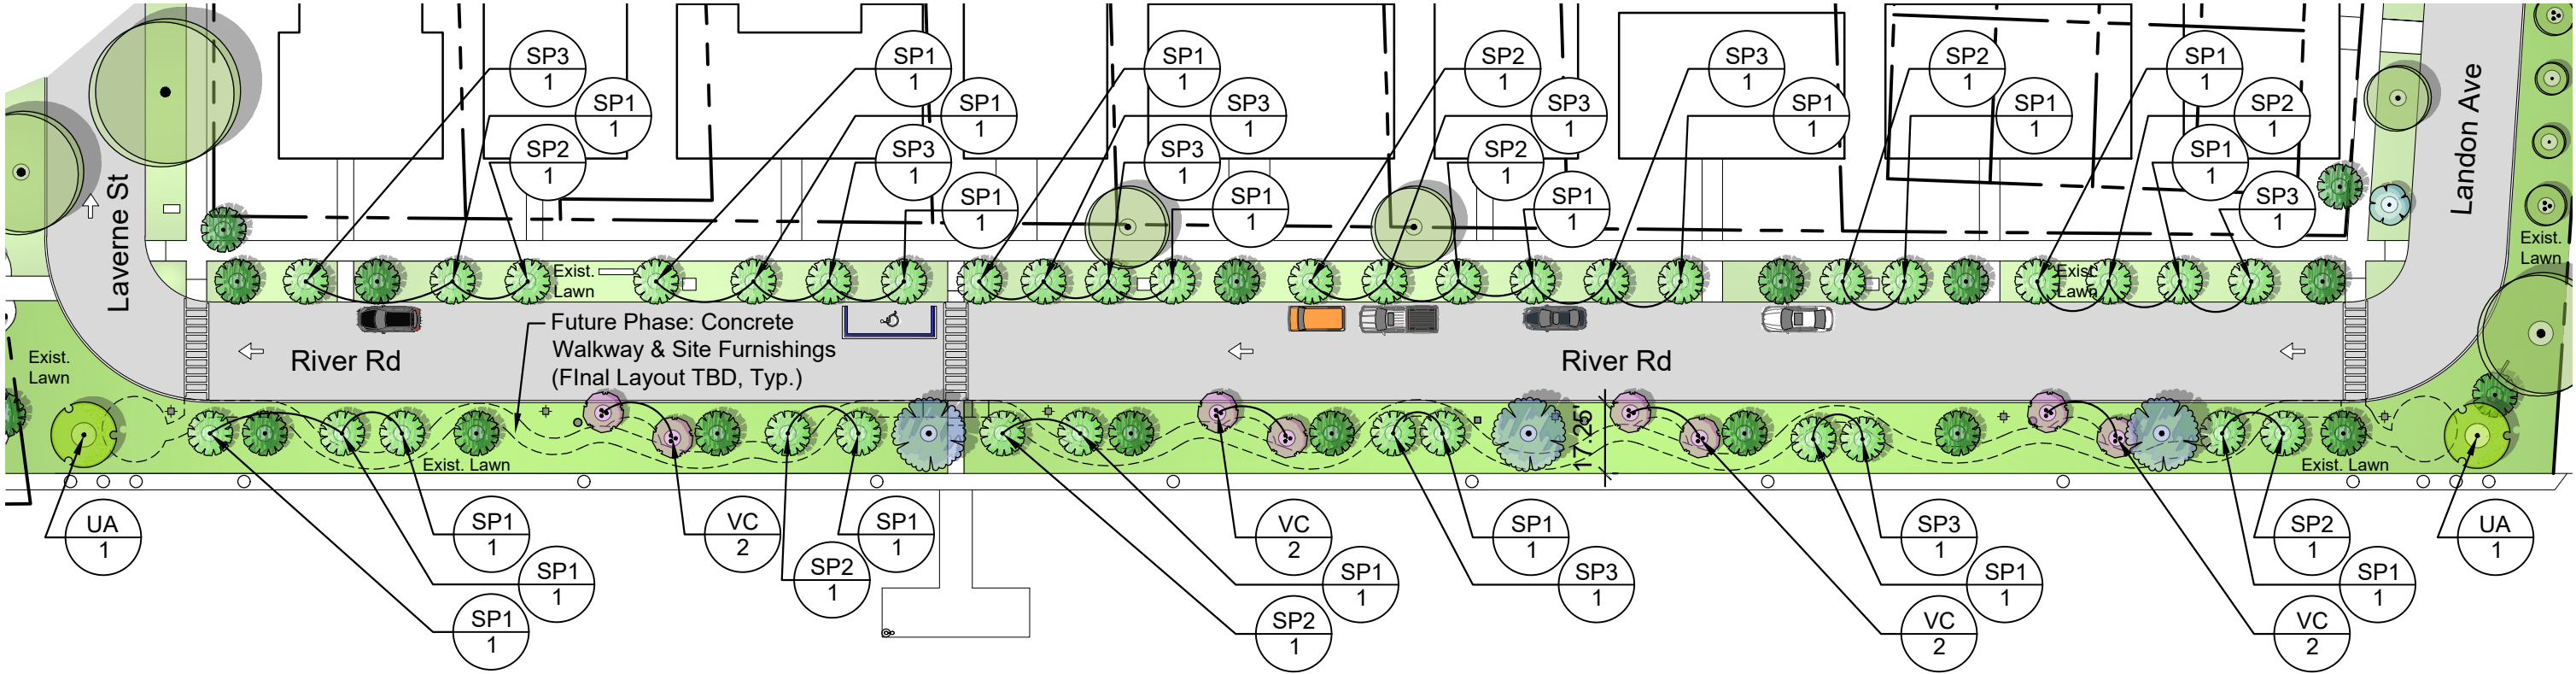 SP3
1
SP1
1
SP2
1
SP1
1
SP1
1
SP3
1
SP1
1
SP1
1
SP3
1
SP3
1
SP1
1
SP2
1
SP3
1
SP2
1
SP1
1
SP3
1
SP1
1
SP2
1
SP1
1
SP1
1
SP2
1
SP1
1
SP3
1
Laverne St
Landon Ave
Exist.
Lawn
Exist.
Lawn
Exist.
Lawn
Exist.
Lawn
River Rd
Future Phase: Concrete
Walkway & Site Furnishings
(FInal Layout TBD, Typ.)
River Rd
17.25
Exist. Lawn
Exist. Lawn
UA
1
SP1
1
SP1
1
SP1
1
VC
2
SP2
1
SP1
1
VC
2
SP1
1
SP2
1
SP1
1
SP3
1
SP3
1
SP1
1
VC
2
SP2
1
SP1
1
VC
2
UA
1